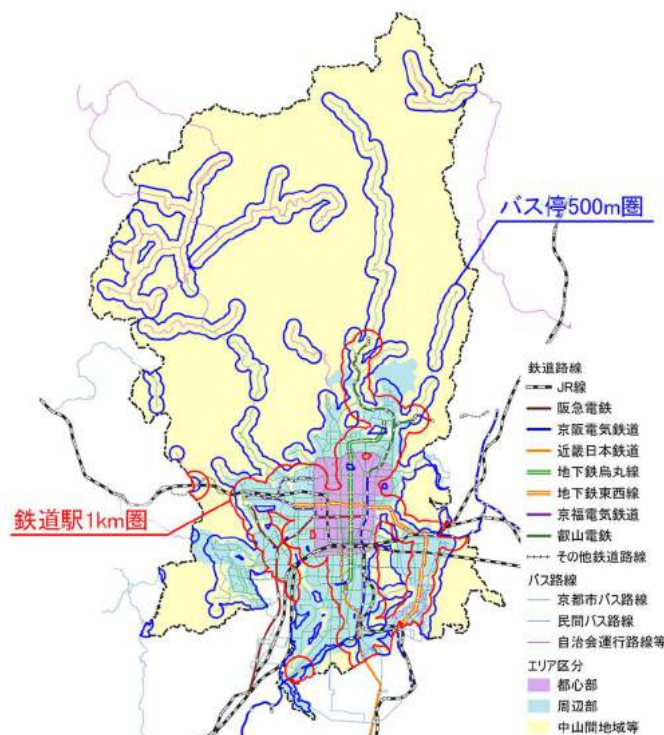 バス停500m圏
鉄道駅1km圏
鉄道路線
JR線
阪急電鉄
京阪電気鉄道
近畿日本鉄道
地下鉄烏丸線
地下鉄東西線
京福電気鉄道
叡山電鉄
その他鉄道路線
バス路線
京都市バス路線
民間バス路線
自治会運行路線等
エリア区分
都心部
周辺部
中山間地域等